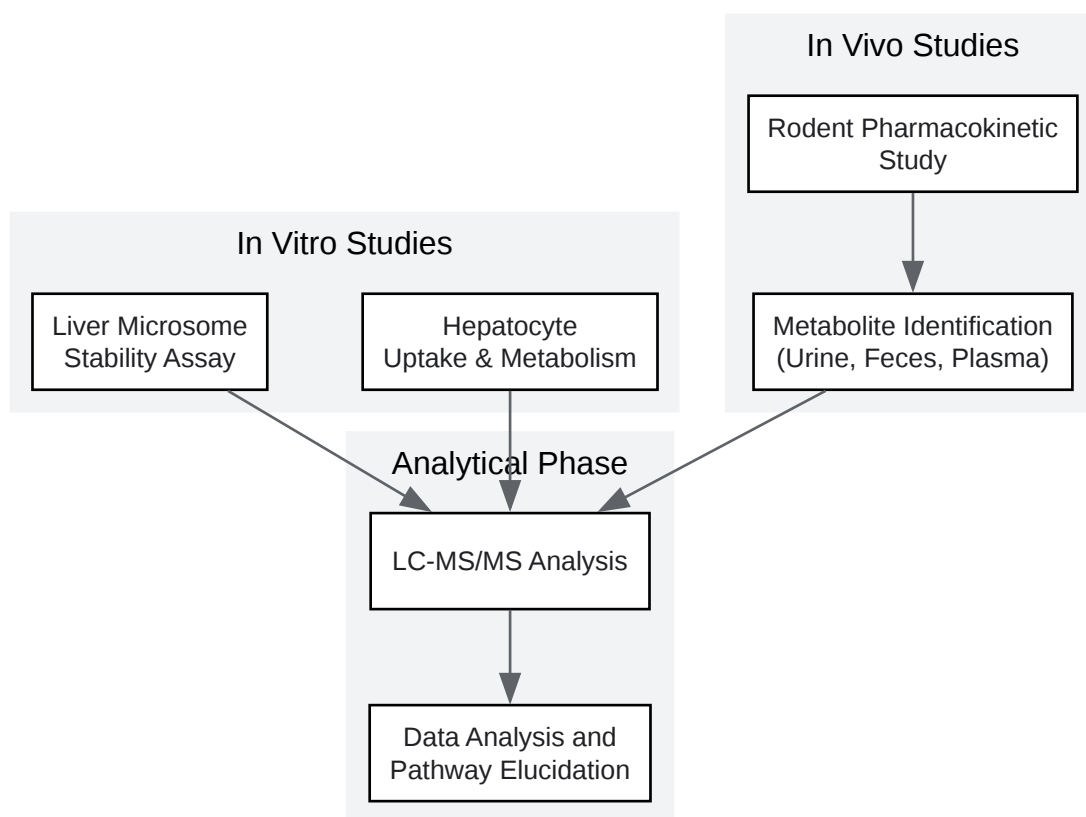 In Vivo Studies
Rodent Pharmacokinetic
Study
In Vitro Studies
Liver Microsome
Stability Assay
Hepatocyte
Uptake & Metabolism
Metabolite Identification
(Urine, Feces, Plasma)
Analytical Phase
LC-MS/MS Analysis
Data Analysis and
Pathway Elucidation